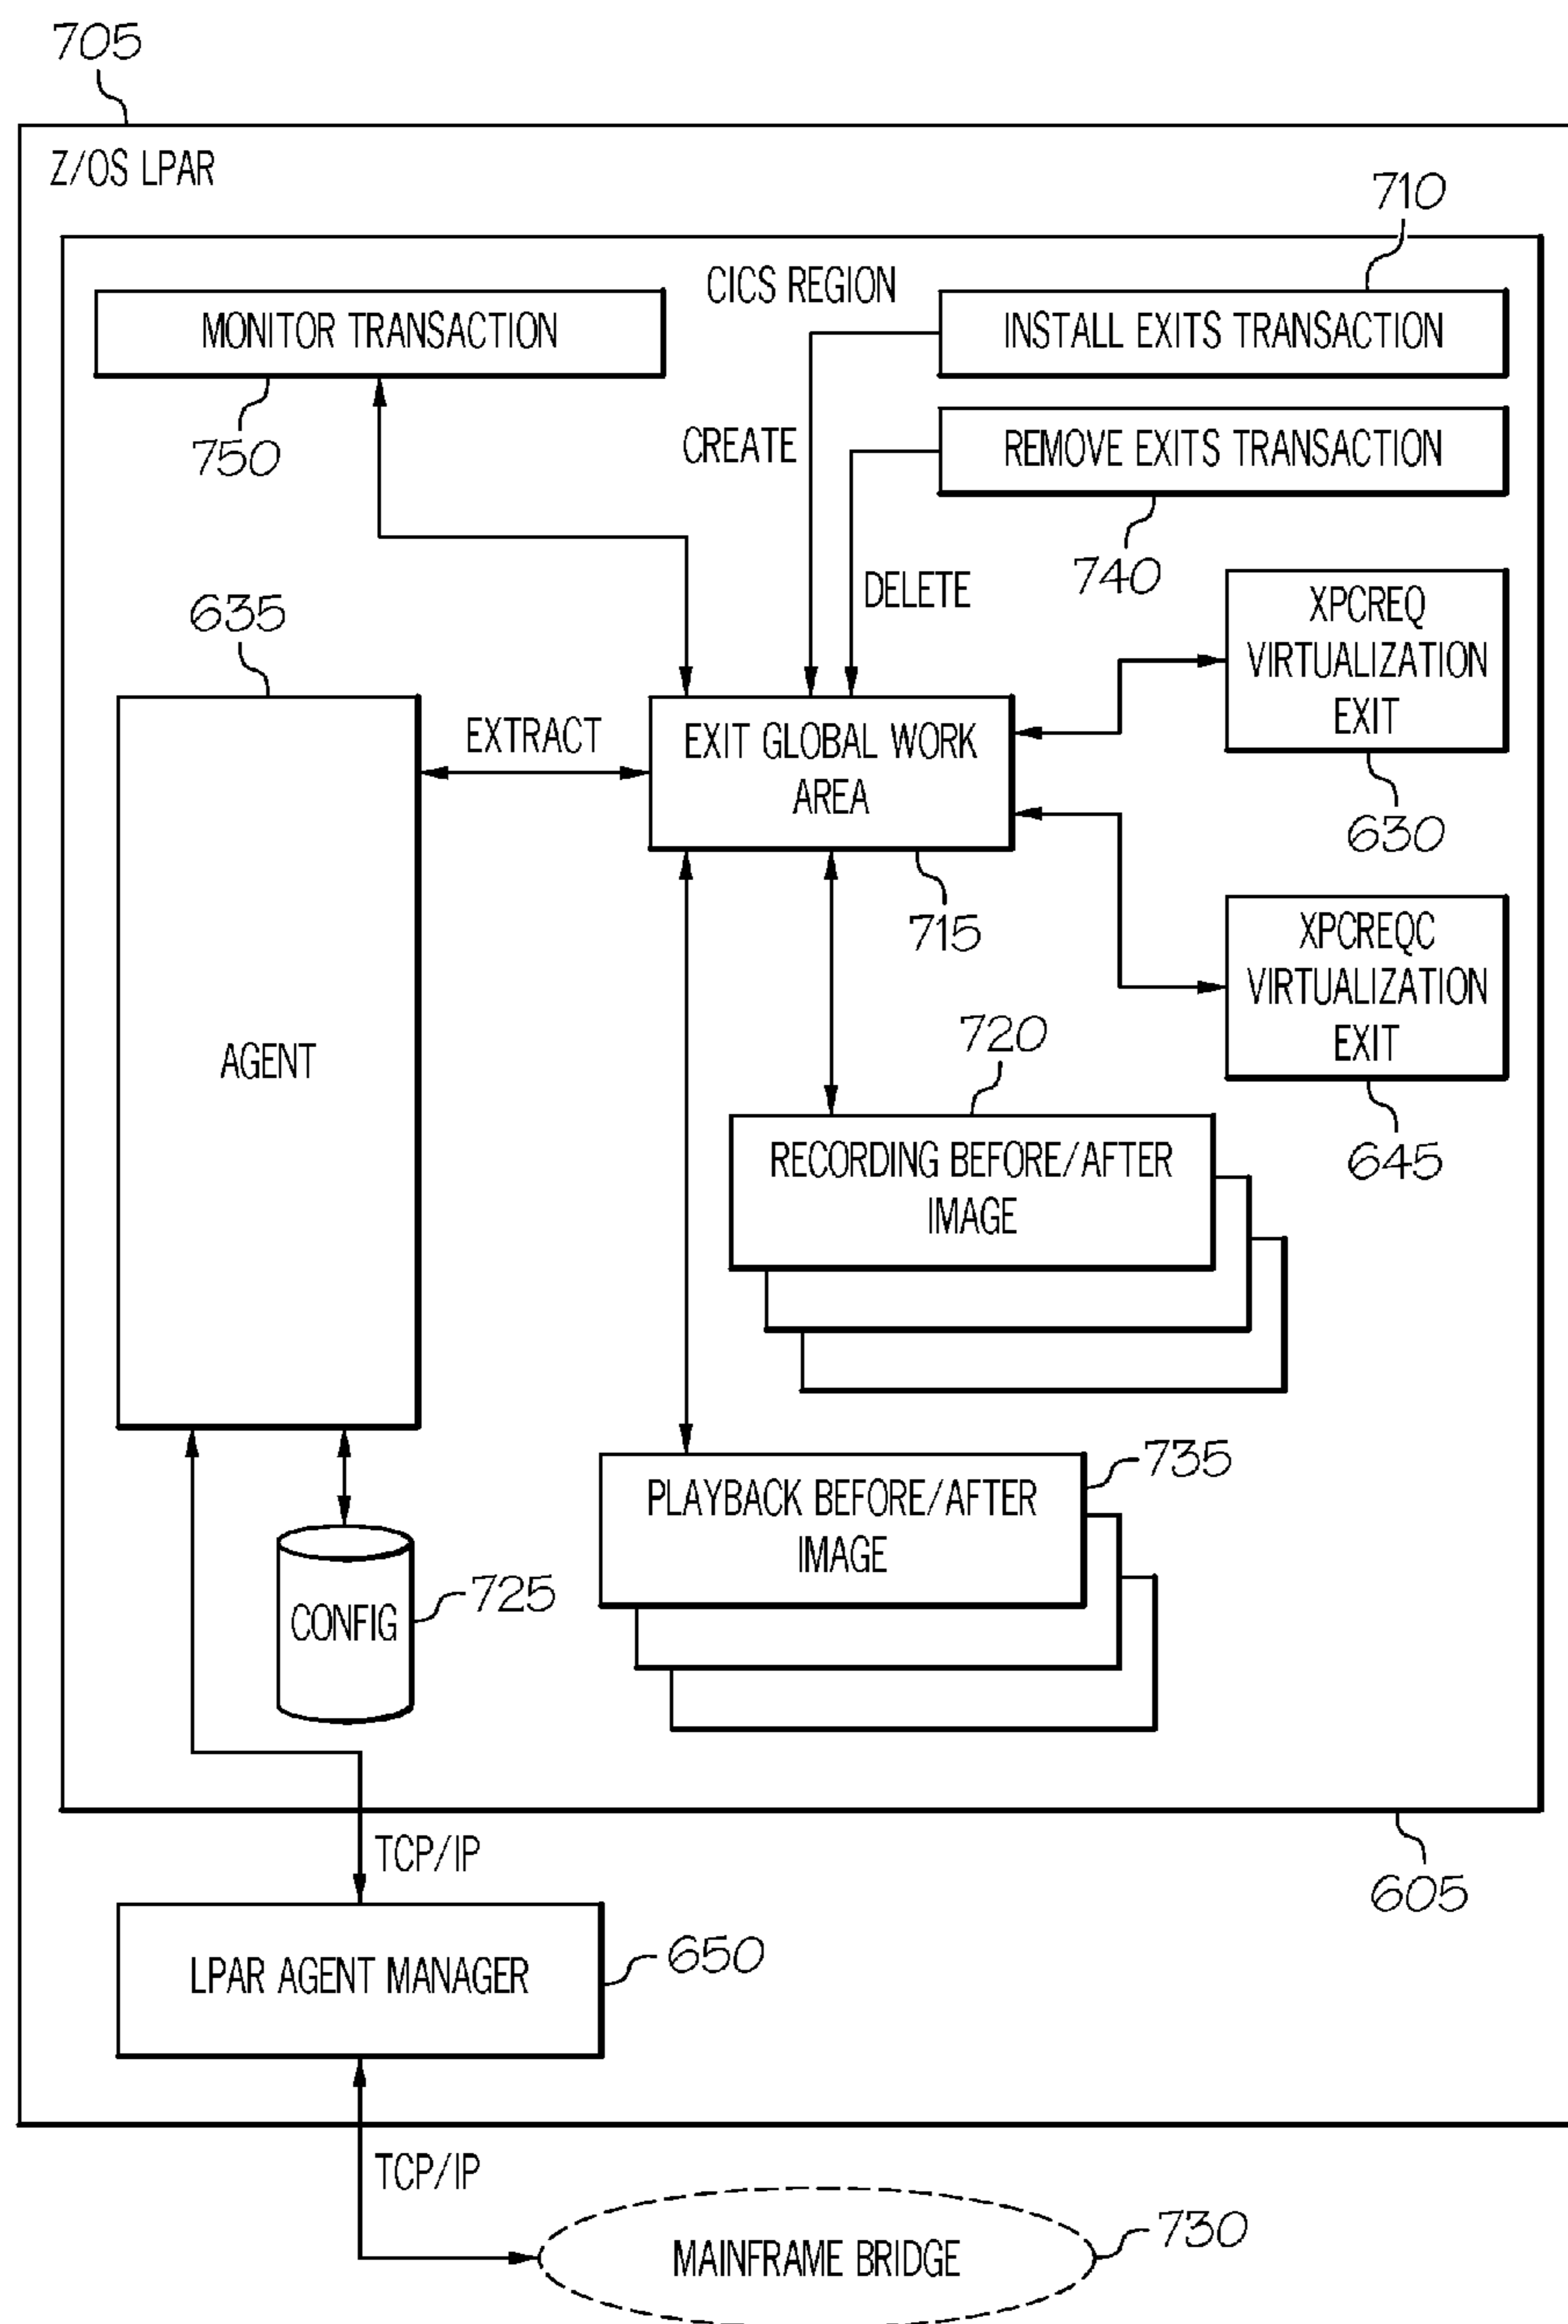 705
Z/OS LPAR
710
CICS REGION
MONITOR TRANSACTION
INSTALL EXITS TRANSACTION
750
CREATE
REMOVE EXITS TRANSACTION
740
DELETE
635
XPCREQ
VIRTUALIZATION
EXIT
630
EXTRACT
EXIT GLOBAL WORK
AREA
715
XPCREQC
VIRTUALIZATION
EXIT
645
AGENT
720
RECORDING BEFORE/AFTER
IMAGE
735
PLAYBACK BEFORE/AFTER
IMAGE
CONFIG
725
TCP/IP
605
LPAR AGENT MANAGER
650
TCP/IP
MAINFRAME BRIDGE
730